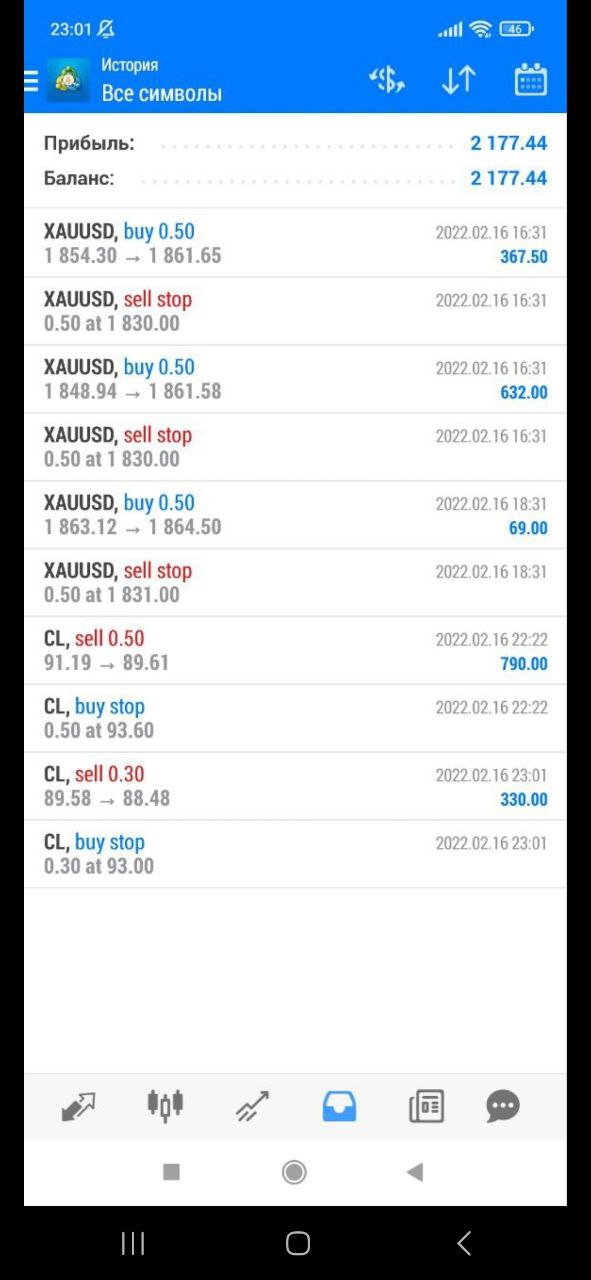 23:01
46
История
Все символы
Прибыль: 2 177.44
Баланс: 2 177.44
XAUUSD, buy 0.50 2022.02.16 16:31
1 854.30 → 1 861.65 367.50
XAUUSD, sell stop 2022.02.16 16:31
0.50 at 1 830.00
XAUUSD, buy 0.50 2022.02.16 16:31
1 848.94 → 1 861.58 632.00
XAUUSD, sell stop 2022.02.16 16:31
0.50 at 1 830.00
XAUUSD, buy 0.50 2022.02.16 18:31
1 863.12 → 1 864.50 69.00
XAUUSD, sell stop 2022.02.16 18:31
0.50 at 1 831.00
CL, sell 0.50 2022.02.16 22:22
91.19 → 89.61 790.00
CL, buy stop 2022.02.16 22:22
0.50 at 93.60
CL, sell 0.30 2022.02.16 23:01
89.58 → 88.48 330.00
CL, buy stop 2022.02.16 23:01
0.30 at 93.00